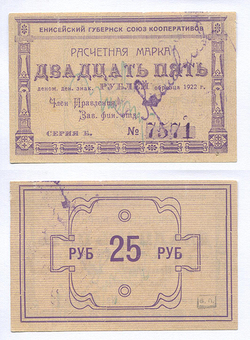 ЕНИСЕЙСКИЙ ГУБЕРНСК СОЮЗ КООПЕРАТИВОВ
РАСЧЕТНАЯ МАРКА
ДВАДЦАТЬ ПЯТЬ
РУБЛЕЙ 1922 г.
Член Правления
Зав. фин. отд.
СЕРИЯ Б. № 7571
РУБ 25 РУБ